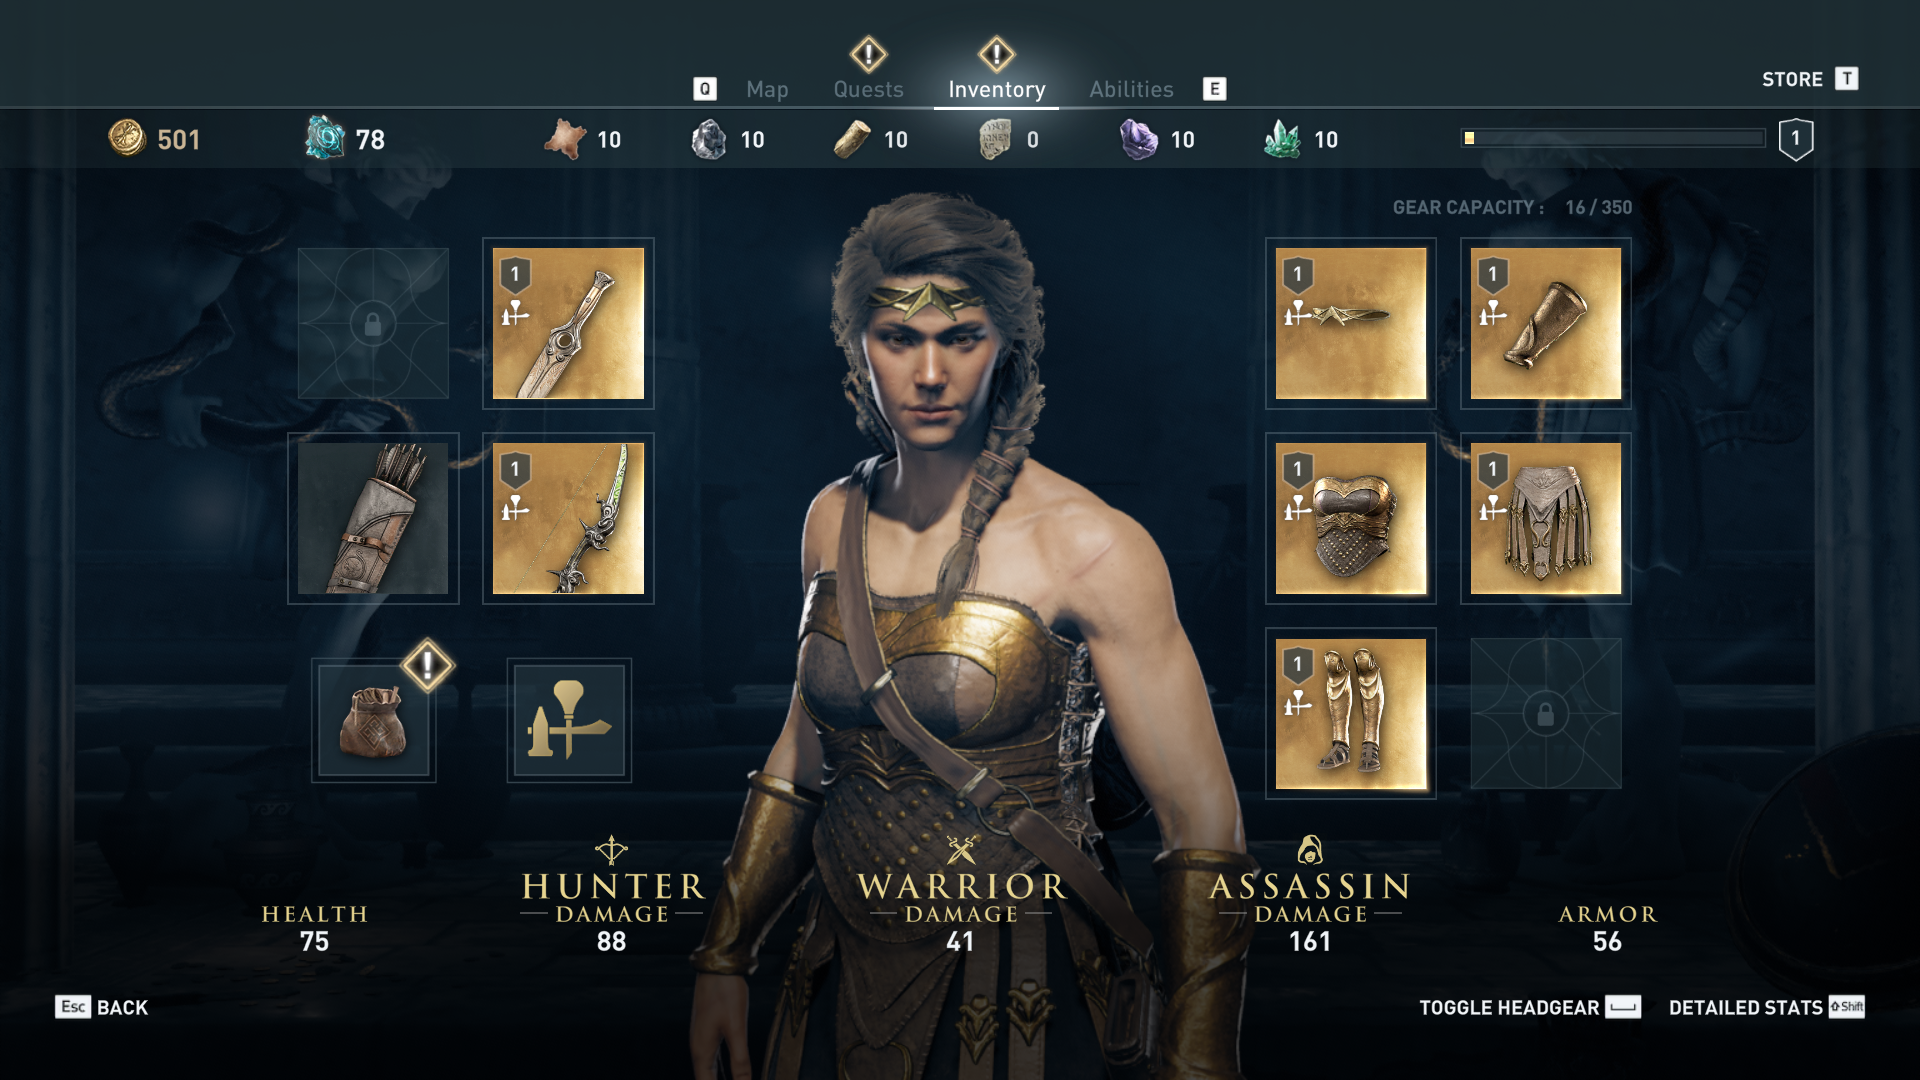 Q Map Quests Inventory Abilities E
STORE T
501 78 10 10 10 0 10 10 1
GEAR CAPACITY : 16 / 350
1 1 1
1 1 1
1
HEALTH
75
HUNTER
DAMAGE
88
WARRIOR
DAMAGE
41
ASSASSIN
DAMAGE
161
ARMOR
56
Esc BACK
TOGGLE HEADGEAR
DETAILED STATS Shift